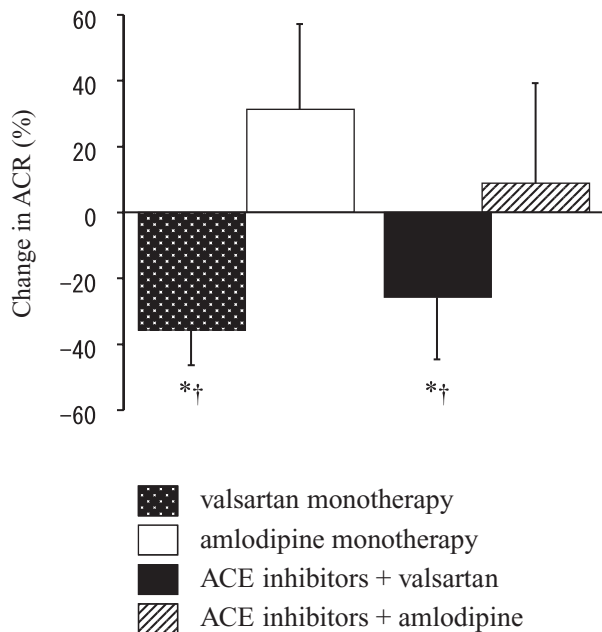 Change in ACR (%)
60
40
20
0
−20
−40
−60
*†
*†
valsartan monotherapy
amlodipine monotherapy
ACE inhibitors + valsartan
ACE inhibitors + amlodipine